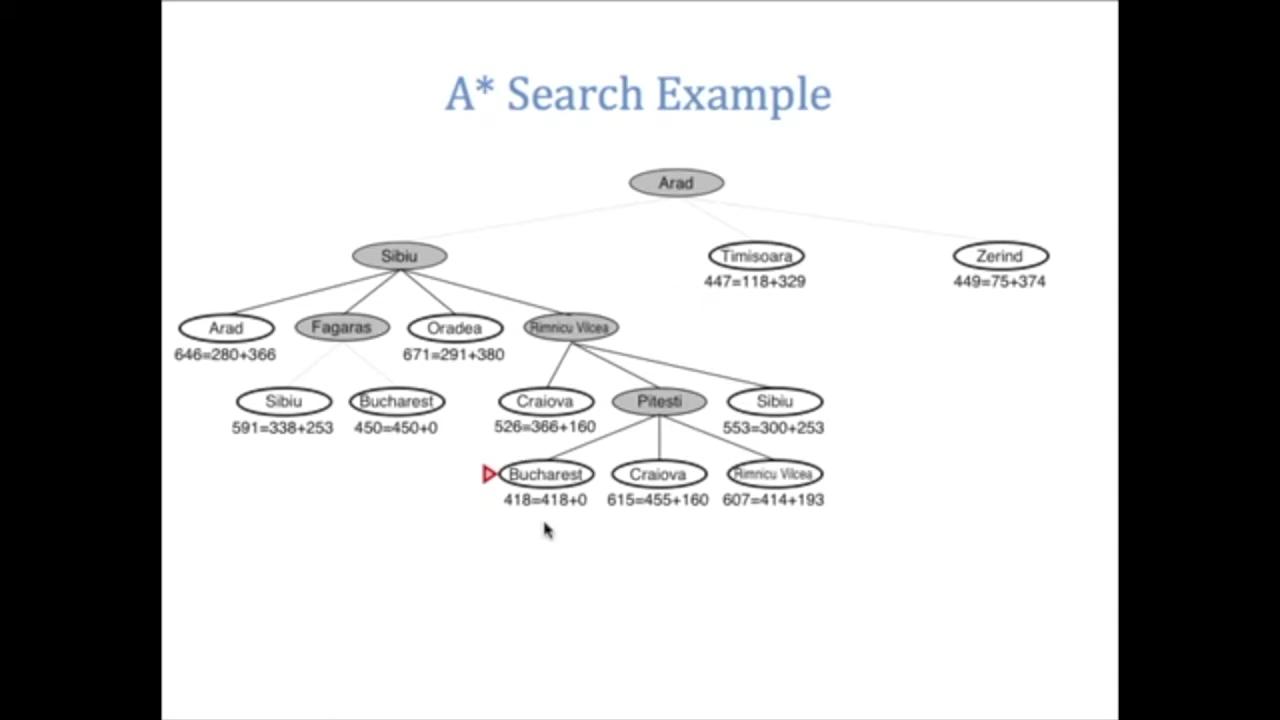 A* Search Example
Arad
Sibiu
Timisoara
Zerind
447=118+329
449=75+374
Arad
Fagaras
Oradea
Rimnicu Vilcea
646=280+366
671=291+380
Sibiu
Bucharest
Craiova
Pitesti
Sibiu
591=338+253
450=450+0
526=366+160
553=300+253
Bucharest
Craiova
Rimnicu Vilcea
418=418+0
615=455+160
607=414+193